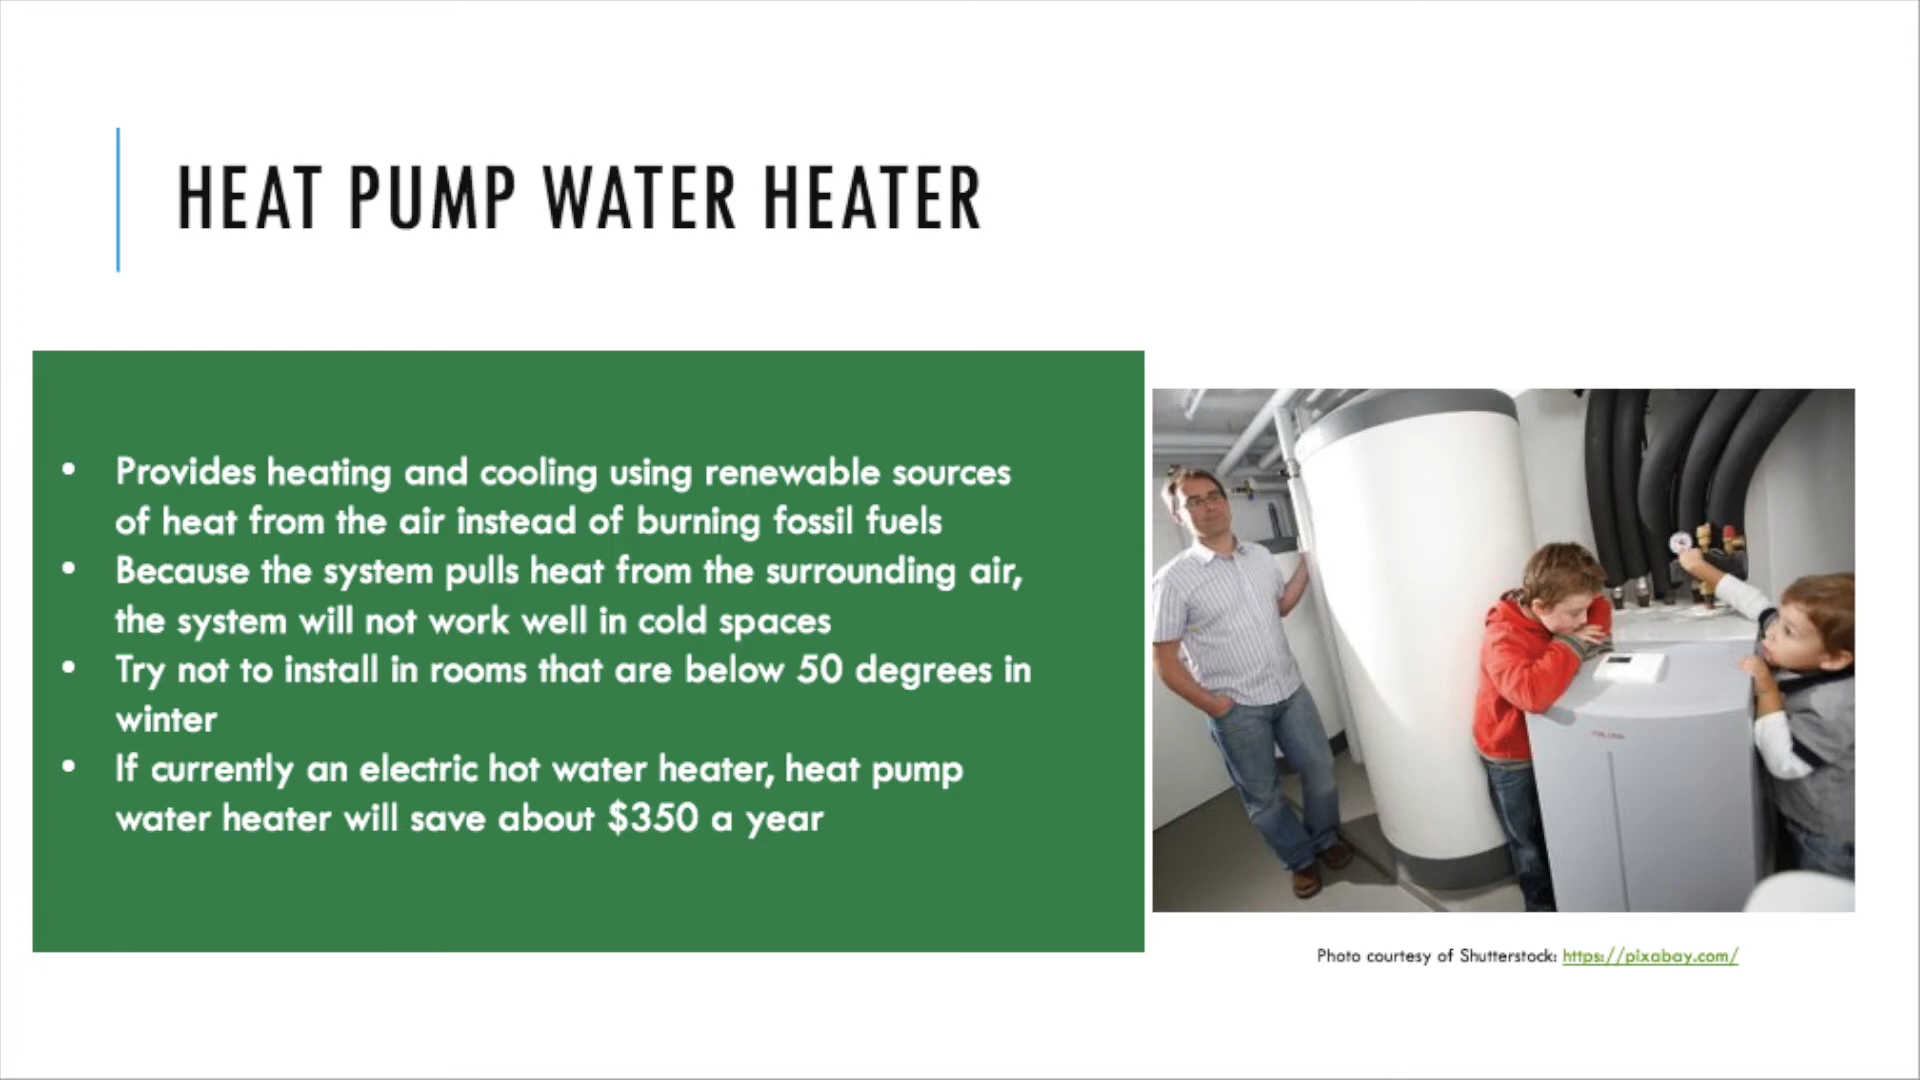 HEAT PUMP WATER HEATER
• Provides heating and cooling using renewable sources
of heat from the air instead of burning fossil fuels
• Because the system pulls heat from the surrounding air,
the system will not work well in cold spaces
• Try not to install in rooms that are below 50 degrees in
winter
• If currently an electric hot water heater, heat pump
water heater will save about $350 a year
Photo courtesy of Shutterstock: https://pixabay.com/